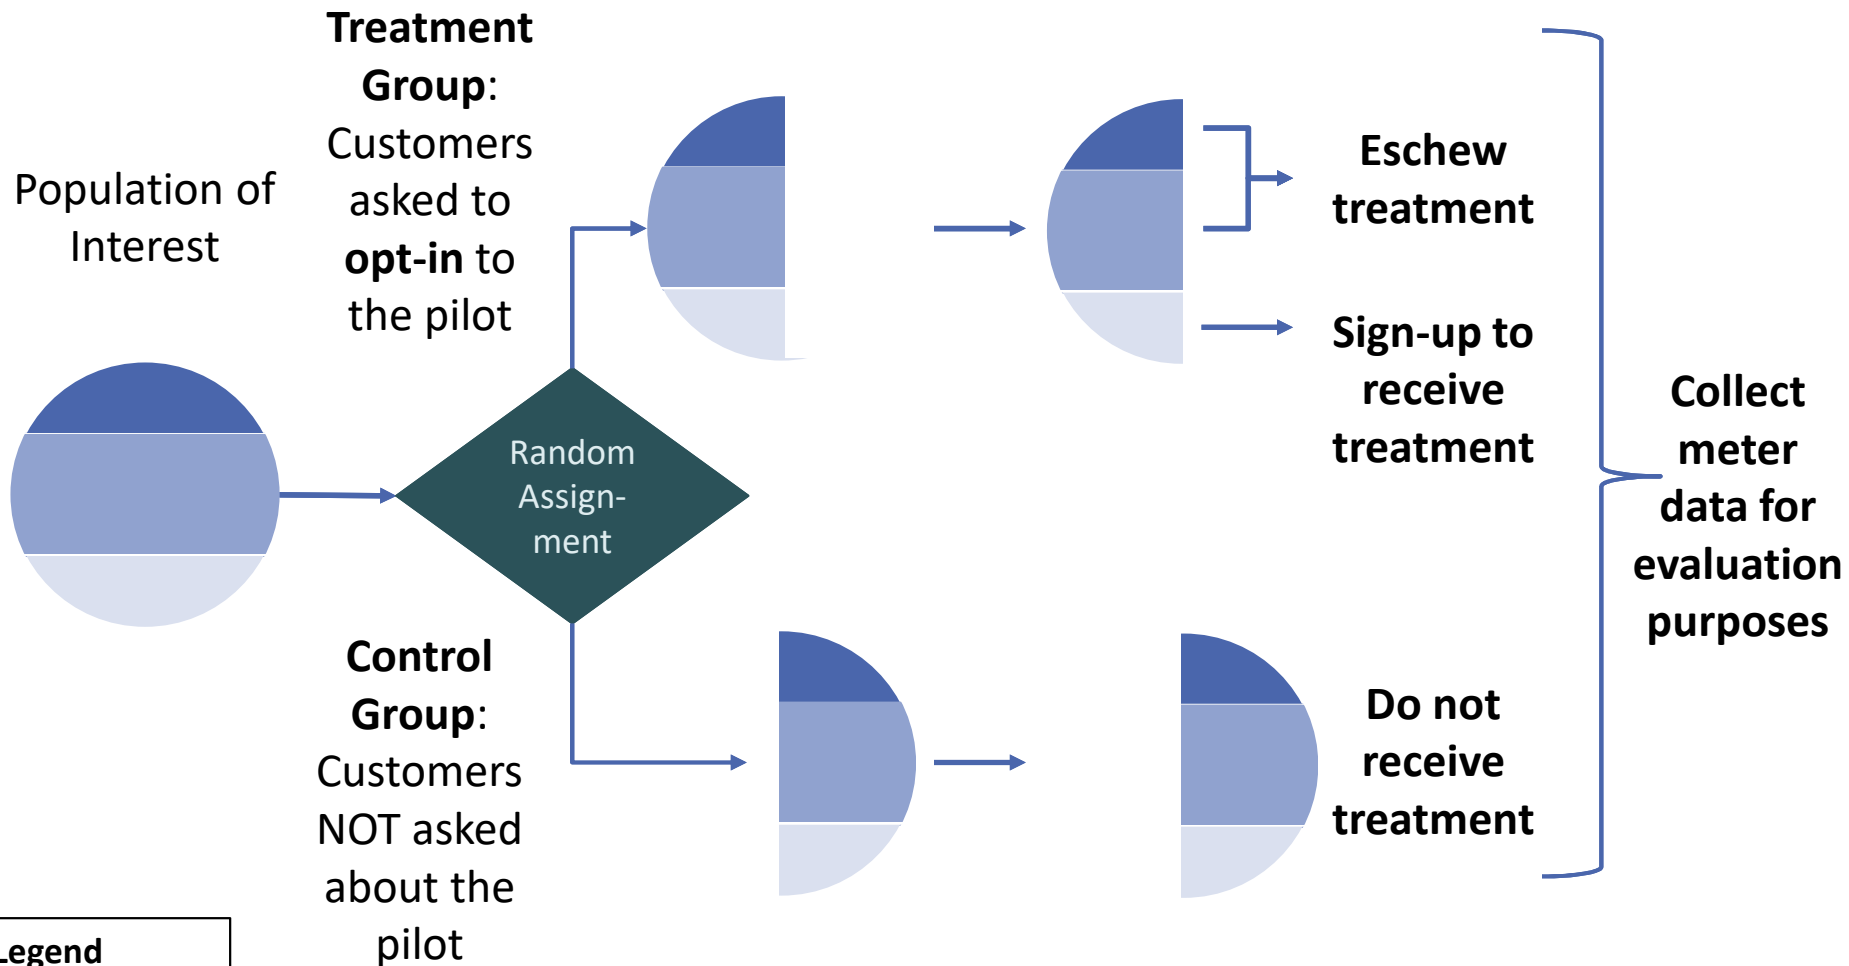 Population of
Interest
Treatment
Group:
Customers
asked to
opt-in to
the pilot
Random
Assign-
ment
Control
Group:
Customers
NOT asked
about the
pilot
Eschew
treatment
Sign-up to
receive
treatment
Do not
receive
treatment
Collect
meter
data for
evaluation
purposes
Legend